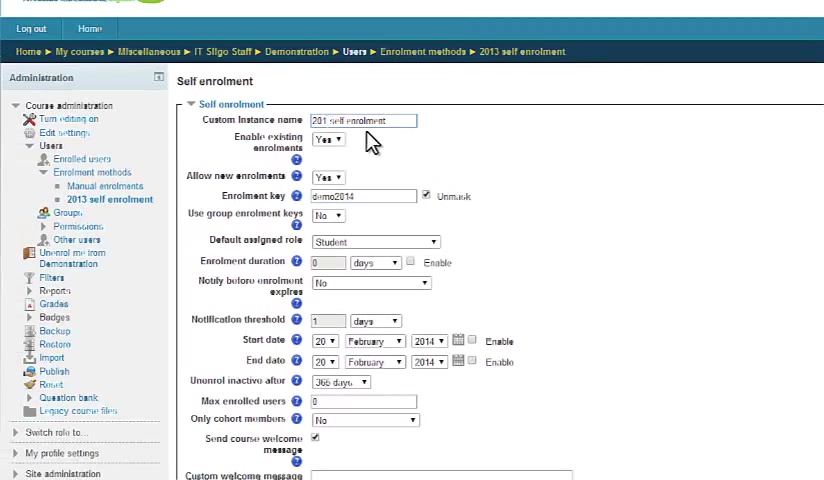 Log out Home
Home > My courses > Miscellaneous > IT Sligo Staff > Demonstration > Users > Enrolment methods > 2013 self enrolment
Administration
Self enrolment
Self enrolment
Course administration
Custom instance name 201 self enrolment
Turn editing on
Edit settings
Enable existing enrolments Yes
Users
Enrolled users
Enrolment methods
Allow new enrolments Yes
Manual enrolments
Enrolment key demo2014 Unmask
2013 self enrolment
Use group enrolment keys No
Groups
Permissions
Default assigned role Student
Other users
Unenrol me from Demonstration
Enrolment duration 0 days Enable
Filters
Notify before enrolment expires No
Reports
Grades
Badges
Notification threshold 1 days
Backup
Start date 20 February 2014 Enable
Restore
Import
End date 20 February 2014 Enable
Publish
Reset
Unenrol inactive after 365 days
Question bank
Max enrolled users 0
Legacy course files
Only cohort members No
Switch role to...
Send course welcome message
My profile settings
Site administration
Custom welcome message